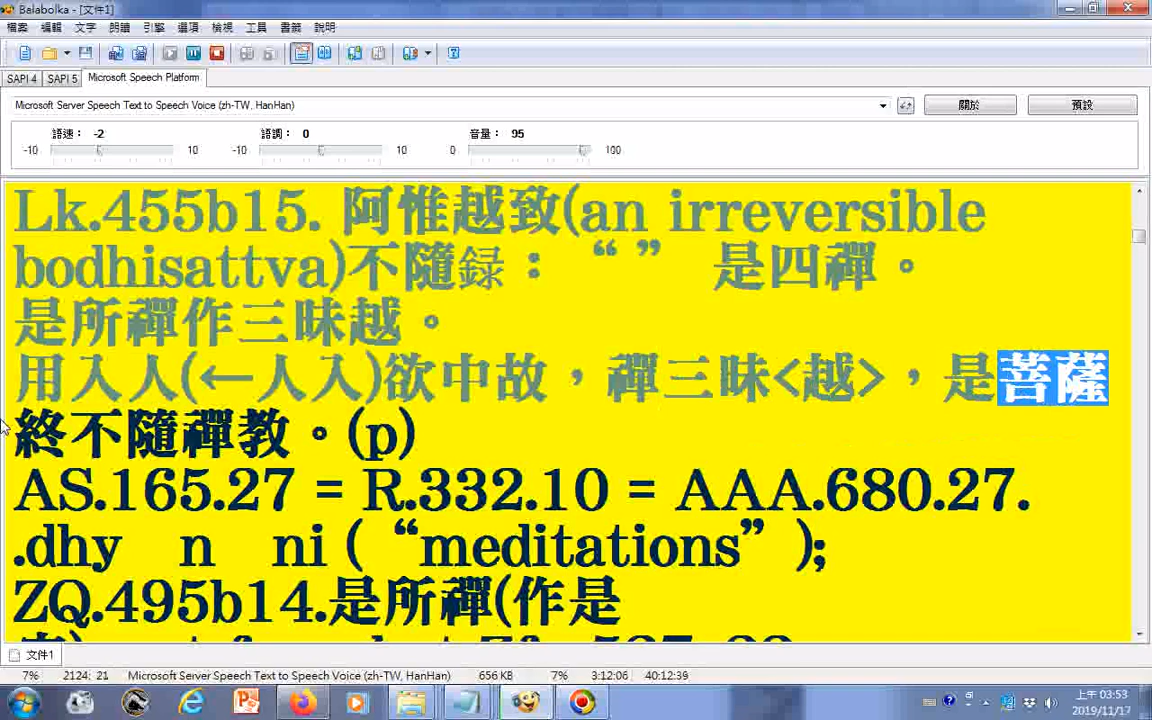 Balabolka - [文件1]
檔案 編輯 文字 朗讀 引擎 選項 檢視 工具 書籤 說明
SAPI 4 SAPI 5 Microsoft Speech Platform
Microsoft Server Speech Text to Speech Voice (zh-TW, HanHan) 關於 預設
語速： -2 語調： 0 音量： 95
-10 10 -10 10 0 100
Lk.455b15. 阿惟越致(an irreversible
bodhisattva)不隨録：“ ” 是四禪。
是所禪作三昧越。
用入人(←人入)欲中故，禪三昧<越>，是菩薩
終不隨禪教。(p)
AS.165.27 = R.332.10 = AAA.680.27.
.dhy n ni (“meditations”);
ZQ.495b14.是所禪(作是
文件1
7% 2124: 21 Microsoft Server Speech Text to Speech Voice (zh-TW, HanHan) 656 KB 7% 3:12:06 40:12:39
上午 03:53
2019/11/17